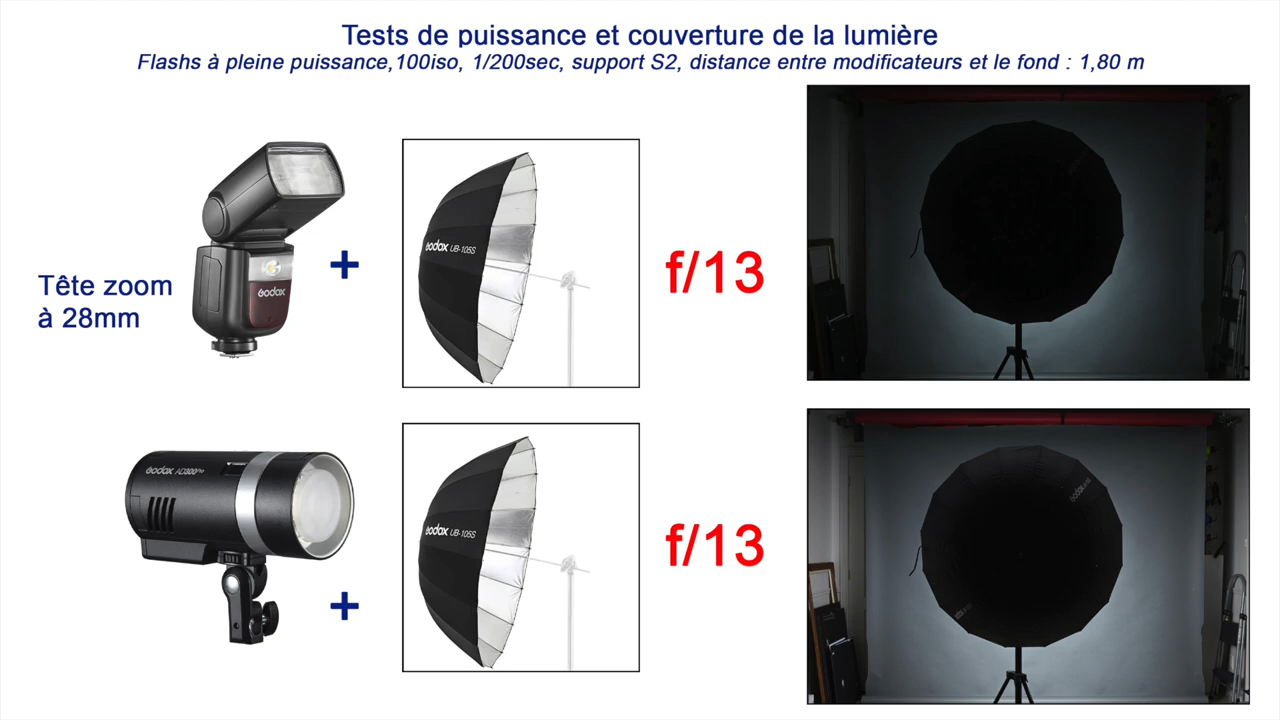 Tests de puissance et couverture de la lumière
Flashs à pleine puissance,100iso, 1/200sec, support S2, distance entre modificateurs et le fond : 1,80 m
Tête zoom
à 28mm
Godox
+
Godox UB-105S
f/13
Godox AD300Pro
+
Godox UB-105S
f/13